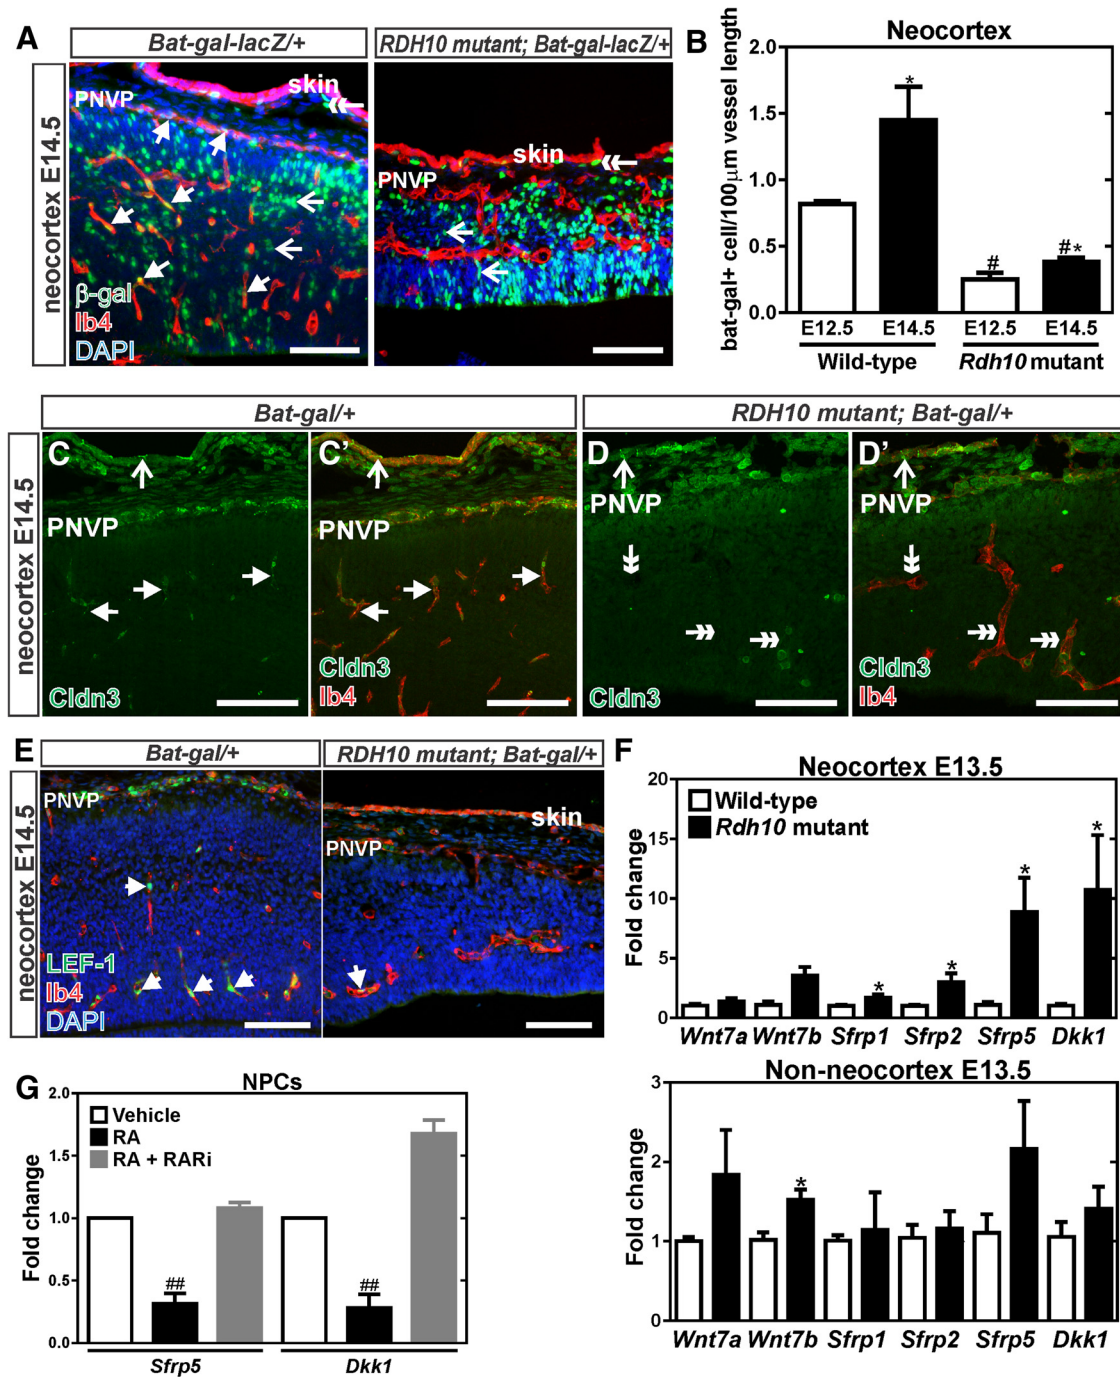 A
Bat-gal-lacZ/+
RDH10 mutant; Bat-gal-lacZ/+
neocortex E14.5
PNVP
skin
β-gal
Ib4
DAPI
skin
PNVP
B
Neocortex
bat-gal+ cell/100μm vessel length
2.0
1.5
1.0
0.5
0.0
*
#
#*
E12.5 E14.5 E12.5 E14.5
Wild-type Rdh10 mutant
Bat-gal/+
RDH10 mutant; Bat-gal/+
neocortex E14.5
C
PNVP
Cldn3
C'
Cldn3
Ib4
D
PNVP
Cldn3
D'
PNVP
Cldn3
Ib4
E
Bat-gal/+
RDH10 mutant; Bat-gal/+
neocortex E14.5
PNVP
LEF-1
Ib4
DAPI
skin
PNVP
F
Neocortex E13.5
Wild-type
Rdh10 mutant
Fold change
20
15
10
5
0
* * * *
Wnt7a Wnt7b Sfrp1 Sfrp2 Sfrp5 Dkk1
Non-neocortex E13.5
Fold change
3
2
1
0
*
Wnt7a Wnt7b Sfrp1 Sfrp2 Sfrp5 Dkk1
G
NPCs
Vehicle
RA
RA + RARi
Fold change
2.0
1.5
1.0
0.5
0.0
## ##
Sfrp5 Dkk1